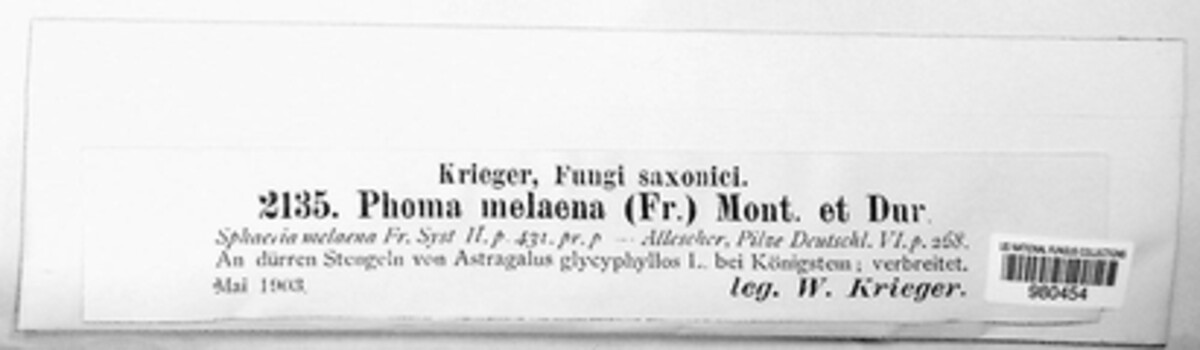 Krieger, Fungi saxonici.
2135. Phoma melaena (Fr.) Mont. et Dur.
Sphaeria melaena Fr. Syst II. p. 431. pr. p — Allescher, Pilze Deutschl. VI. p. 268.
An dürren Stengeln von Astragalus glycyphyllos L. bei Königstein; verbreitet.
Mai 1903.
leg. W. Krieger.
US NATIONAL FUNGUS COLLECTIONS
980454